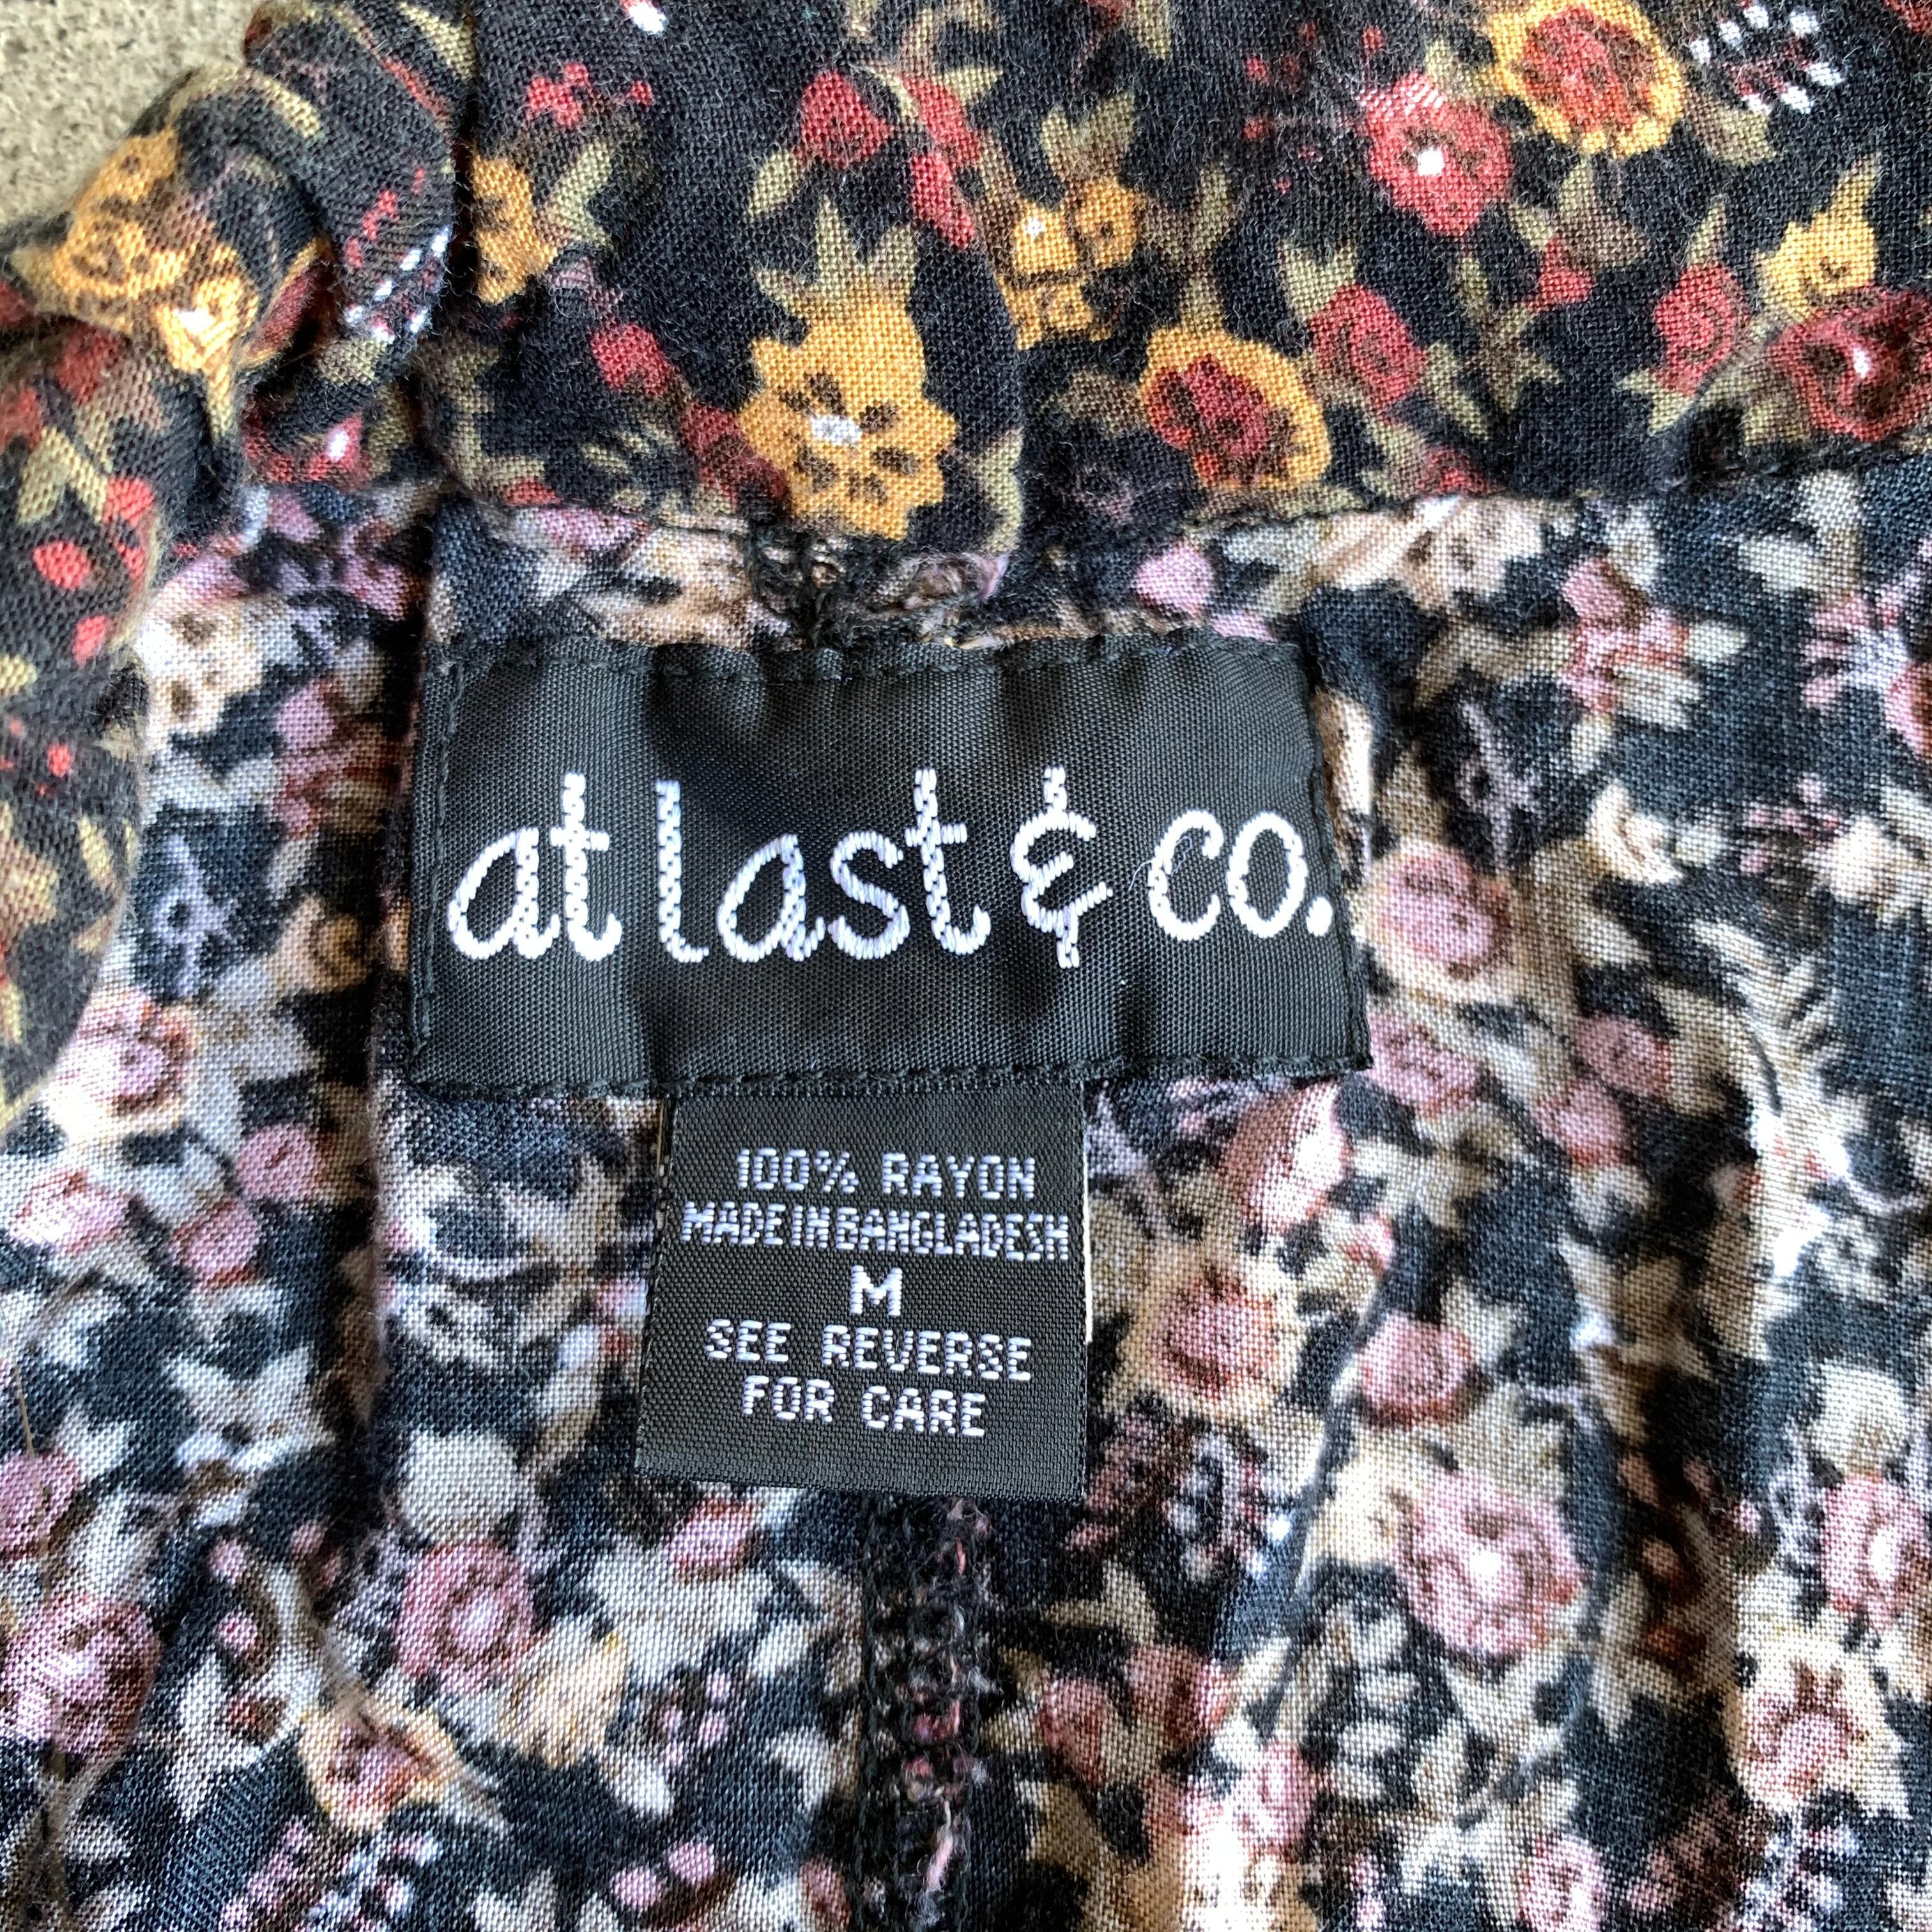 at last & co.
100% RAYON
MADE IN BANGLADESH
M
SEE REVERSE
FOR CARE